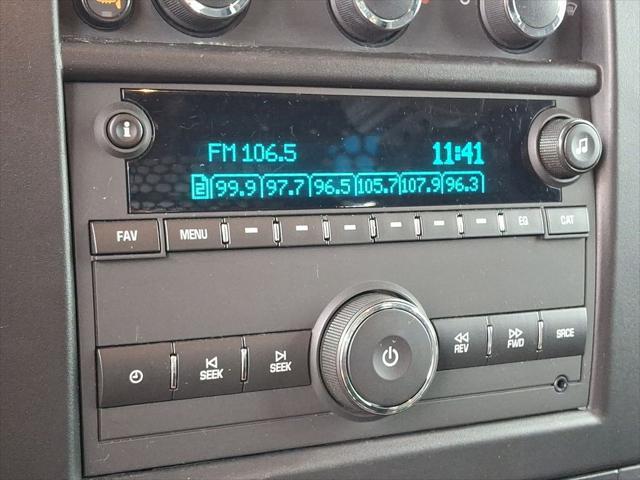 FM 106.5 11:41
99.9 97.7 96.5 105.7 107.9 96.3
FAV MENU EQ CAT
SEEK SEEK REV FWD SRCE